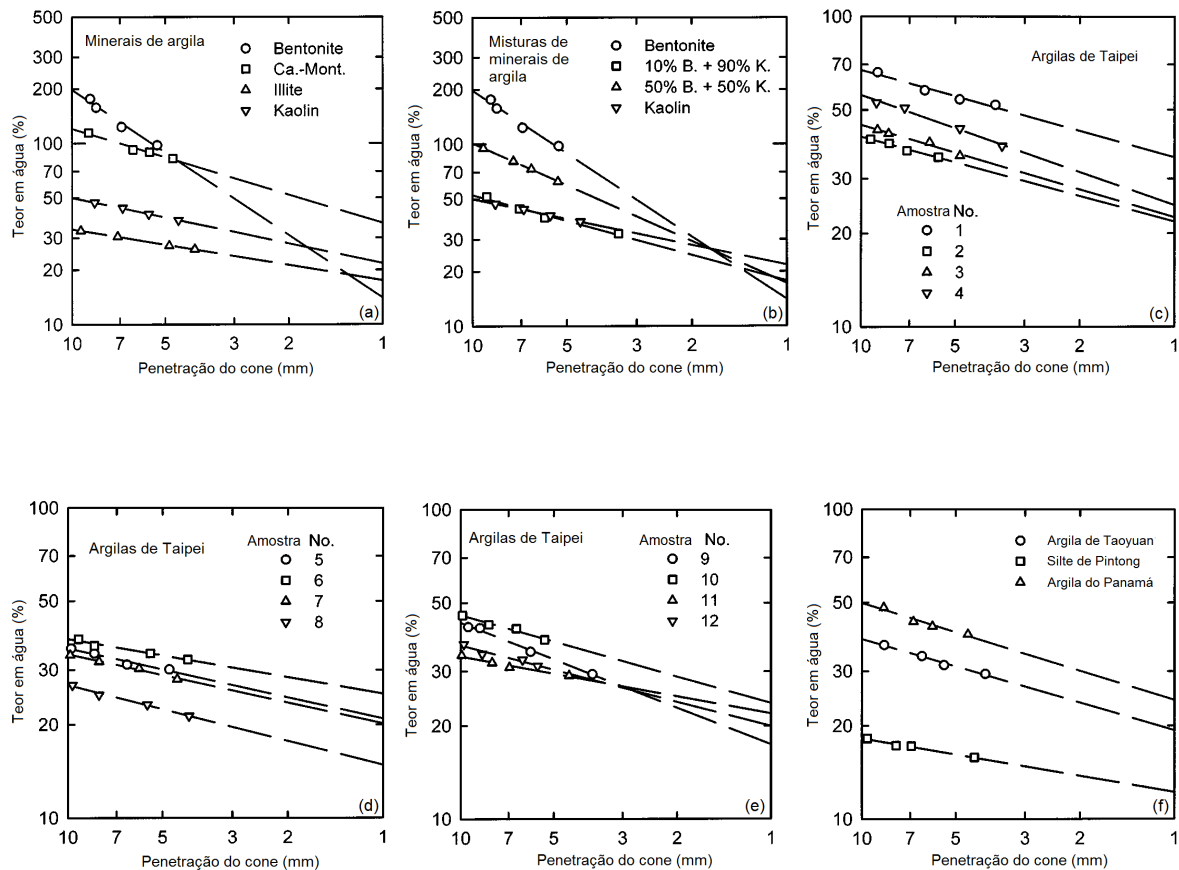 500
300
200
100
50
30
20
10
Teor em água (%)
Minerais de argila
Bentonite
Ca.-Mont.
Illite
Kaolin
(a)
10
7
5
3
2
1
Penetração do cone (mm)
500
300
200
100
50
30
20
10
Teor em água (%)
Misturas de
minerais de
argila
Bentonite
10% B. + 90% K.
50% B. + 50% K.
Kaolin
(b)
10
7
5
3
2
1
Penetração do cone (mm)
100
70
50
30
20
10
Teor em água (%)
Argilas de Taipei
Amostra No.
1
2
3
4
(c)
10
7
5
3
2
1
Penetração do cone (mm)
100
70
50
30
20
10
Teor em água (%)
Argilas de Taipei
Amostra No.
5
6
7
8
(d)
10
7
5
3
2
1
Penetração do cone (mm)
100
70
50
30
20
10
Teor em água (%)
Argilas de Taipei
Amostra No.
9
10
11
12
(e)
10
7
5
3
2
1
Penetração do cone (mm)
100
70
50
30
20
10
Teor em água (%)
Argila de Taoyuan
Silte de Pintong
Argila do Panamá
(f)
10
7
5
3
2
1
Penetração do cone (mm)